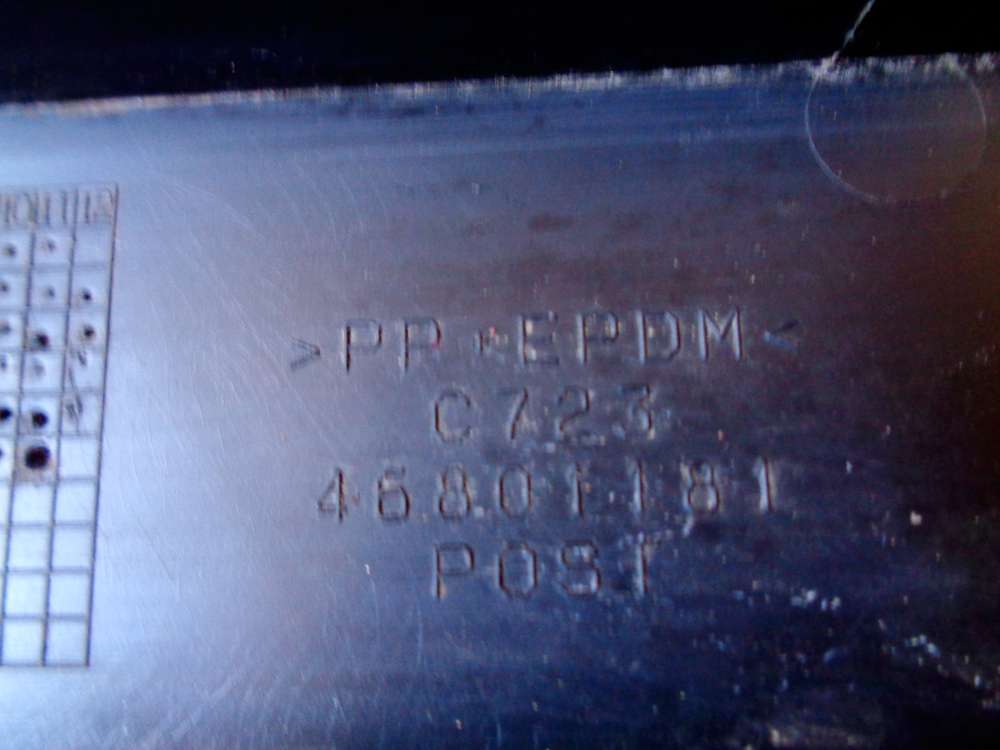 >PP+EPDM<
C723
46801181
POST